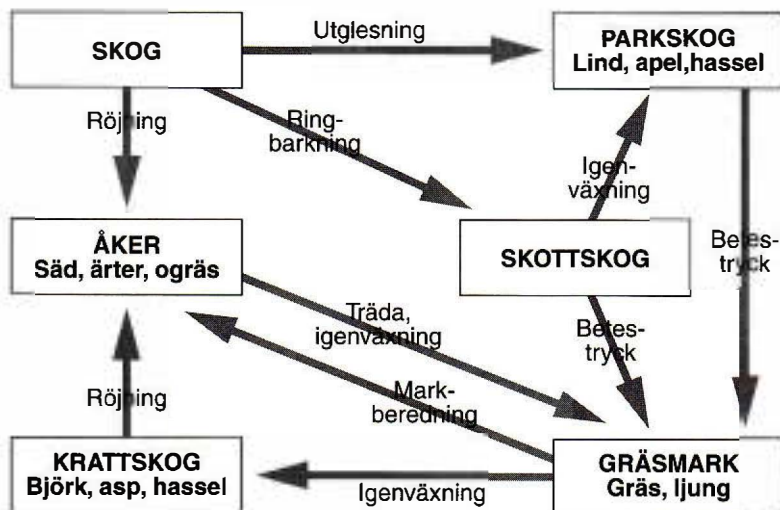 Utglesning
SKOG
PARKSKOG
Lind, apel,hassel
Röjning
Ring-
barkning
Igen-
växning
ÅKER
Säd, ärter, ogräs
SKOTTSKOG
Betes-
tryck
Träda,
igenväxning
Betes-
tryck
Mark-
beredning
Röjning
KRATTSKOG
Björk, asp, hassel
Igenväxning
GRÄSMARK
Gräs, ljung